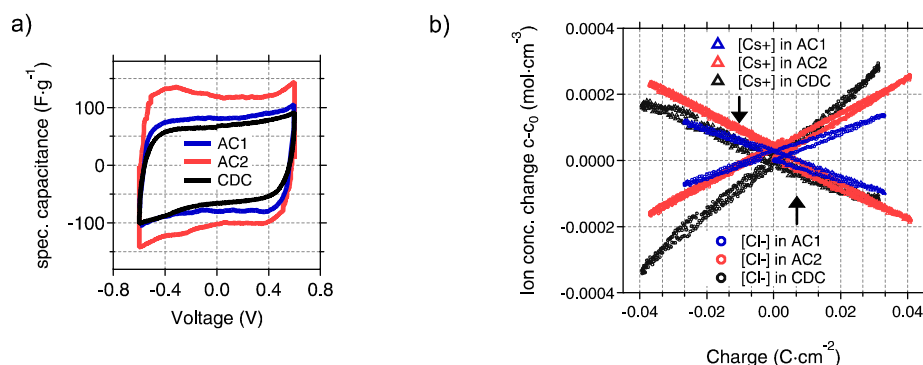 a)
spec. capacitance (F·g⁻¹)
100
0
-100
AC1
AC2
CDC
-0.8
-0.4
0.0
0.4
0.8
Voltage (V)
b)
Ion conc. change c-c₀ (mol·cm⁻³)
0.0004
0.0002
0.0000
-0.0002
-0.0004
[Cs+] in AC1
[Cs+] in AC2
[Cs+] in CDC
[Cl-] in AC1
[Cl-] in AC2
[Cl-] in CDC
-0.04
-0.02
0.00
0.02
0.04
Charge (C·cm⁻²)